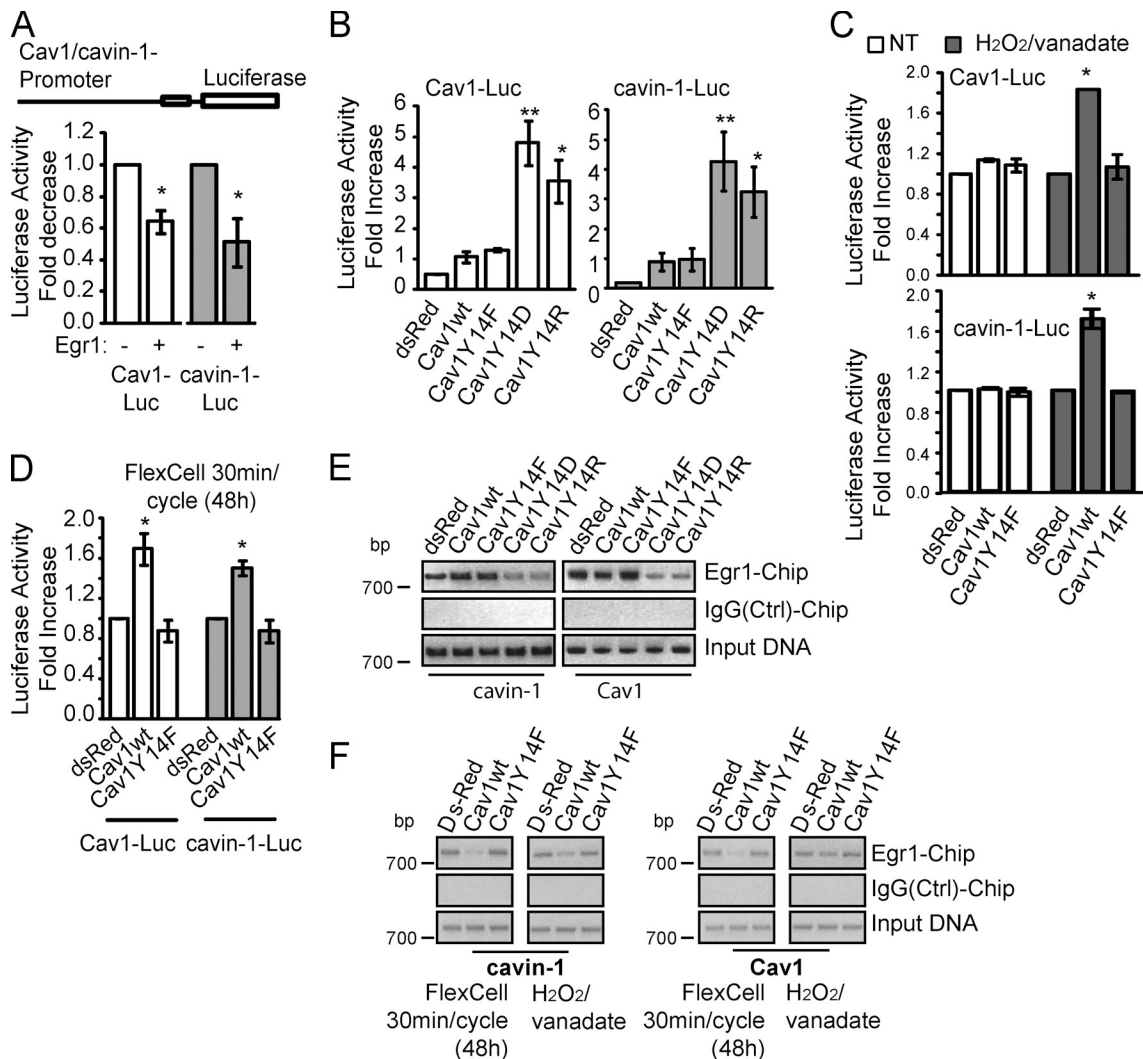 A
Cav1/cavin-1-
Promoter
Luciferase
Luciferase Activity
Fold decrease
1.0
0.8
0.6
0.4
0.2
0.0
*
*
Egr1: - + - +
Cav1-
Luc
cavin-1-
Luc
B
Luciferase Activity
Fold Increase
Cav1-Luc
6
5
4
3
2
1
0
**
*
dsRed
Cav1wt
Cav1Y14F
Cav1Y14D
Cav1Y14R
cavin-1-Luc
6
5
4
3
2
1
0
**
*
dsRed
Cav1wt
Cav1Y14F
Cav1Y14D
Cav1Y14R
C
NT
H2O2/vanadate
Cav1-Luc
Luciferase Activity
Fold Increase
2.0
1.6
1.2
0.8
0.4
0.0
*
cavin-1-Luc
Luciferase Activity
Fold Increase
2.0
1.6
1.2
0.8
0.4
0.0
*
dsRed
Cav1wt
Cav1Y14F
dsRed
Cav1wt
Cav1Y14F
D
FlexCell 30min/
cycle (48h)
Luciferase Activity
Fold Increase
2.0
1.6
1.2
0.8
0.4
0.0
*
*
dsRed
Cav1wt
Cav1Y14F
dsRed
Cav1wt
Cav1Y14F
Cav1-Luc
cavin-1-Luc
E
dsRed
Cav1wt
Cav1Y14F
Cav1Y14D
Cav1Y14R
dsRed
Cav1wt
Cav1Y14F
Cav1Y14D
Cav1Y14R
bp
700
Egr1-Chip
IgG(Ctrl)-Chip
700
Input DNA
cavin-1
Cav1
F
Ds-Red
Cav1wt
Cav1Y14F
Ds-Red
Cav1wt
Cav1Y14F
bp
700
700
cavin-1
FlexCell
30min/cycle
(48h)
H2O2/
vanadate
Ds-Red
Cav1wt
Cav1Y14F
Ds-Red
Cav1wt
Cav1Y14F
bp
700
Egr1-Chip
IgG(Ctrl)-Chip
700
Input DNA
Cav1
FlexCell
30min/cycle
(48h)
H2O2/
vanadate